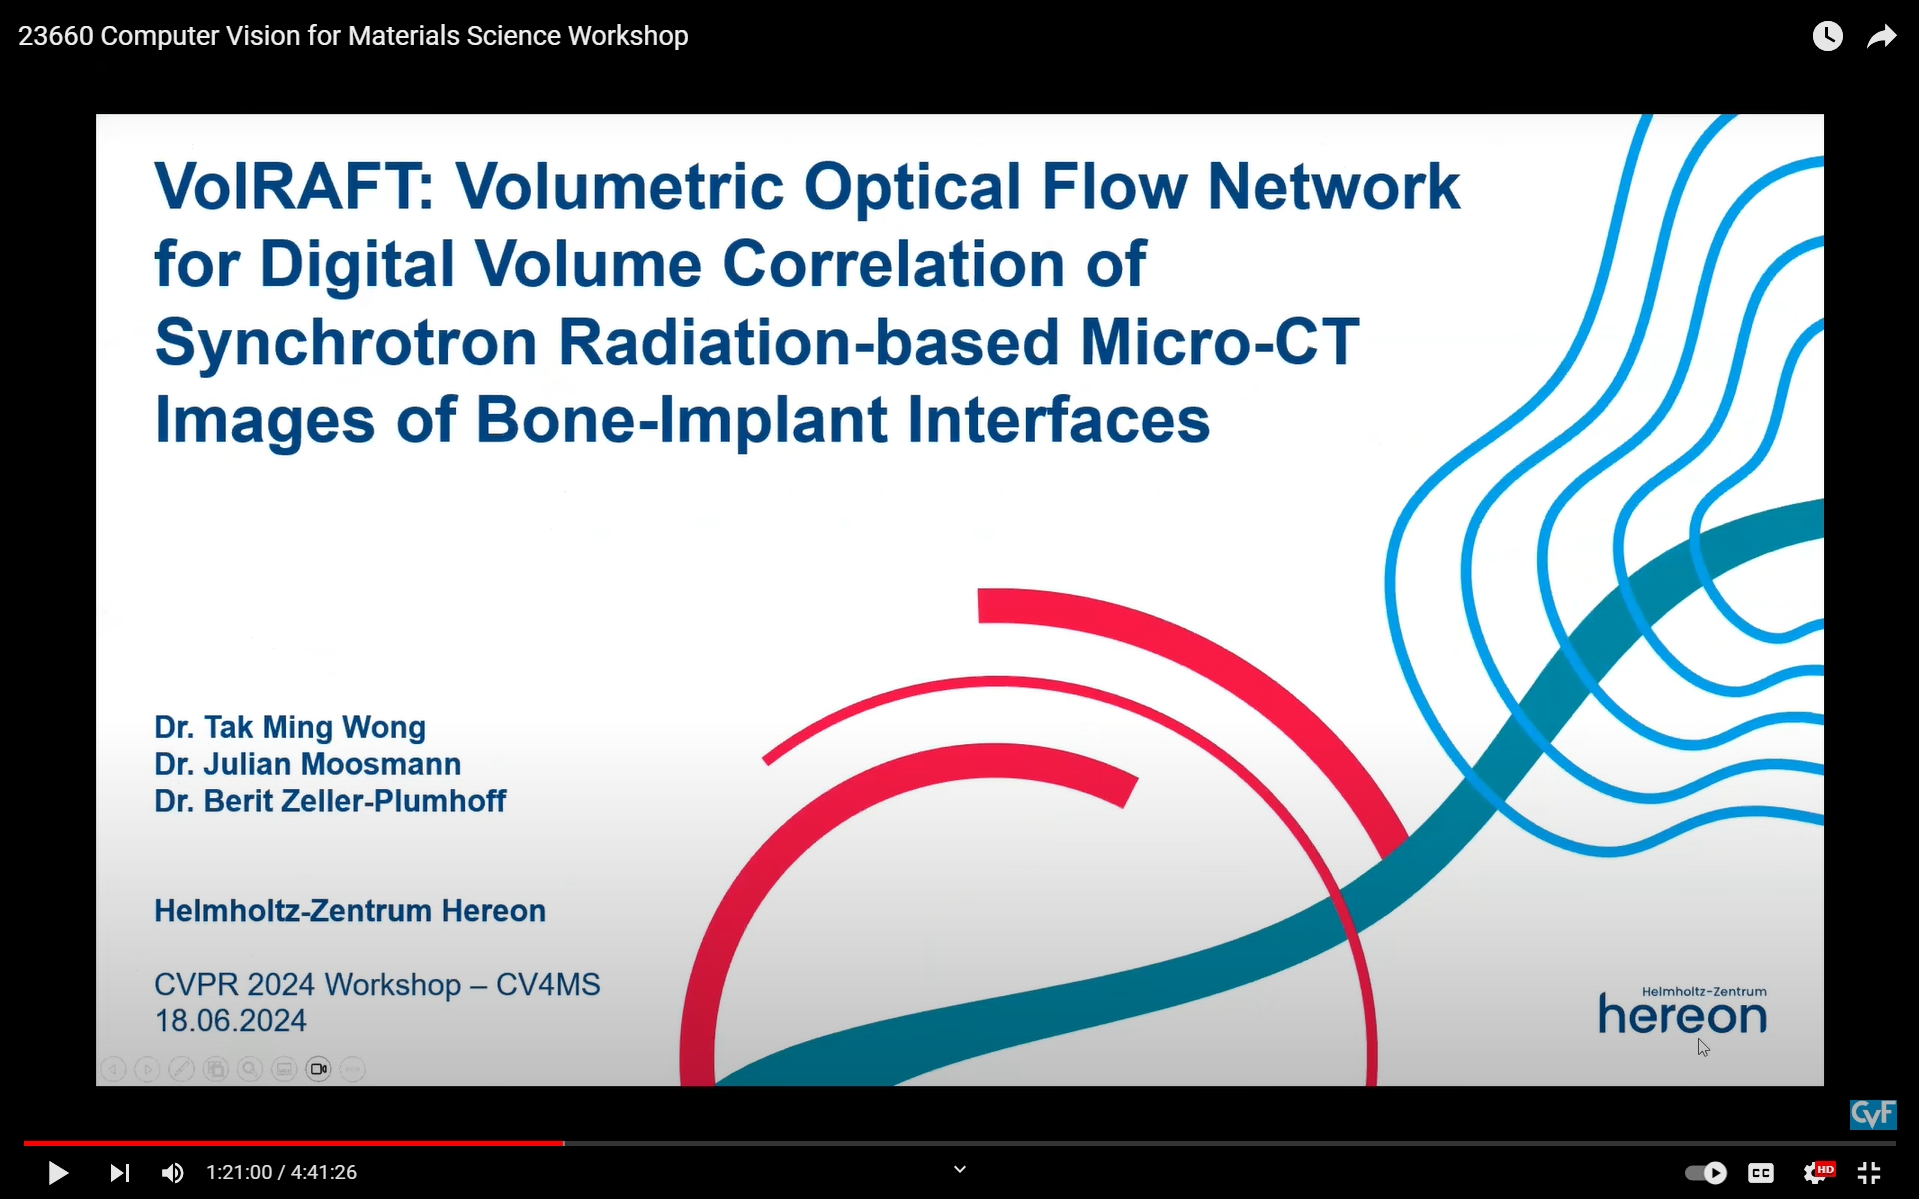 23660 Computer Vision for Materials Science Workshop
VolRAFT: Volumetric Optical Flow Network
for Digital Volume Correlation of
Synchrotron Radiation-based Micro-CT
Images of Bone-Implant Interfaces
Dr. Tak Ming Wong
Dr. Julian Moosmann
Dr. Berit Zeller-Plumhoff
Helmholtz-Zentrum Hereon
CVPR 2024 Workshop – CV4MS
18.06.2024
Helmholtz-Zentrum
hereon
CVF
1:21:00 / 4:41:26
CC
HD